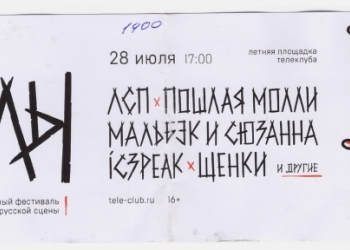 1900
28 июля 17:00
летняя площадка
телеклуба
ЛСП × ПОШЛАЯ МОЛЛИ
МАЛЬБЭК И СЮЗАННА
ІСЗРЕАК × ЩЕНКИ И ДРУГИЕ
ый фестиваль
русской сцены
tele-club.ru 16+